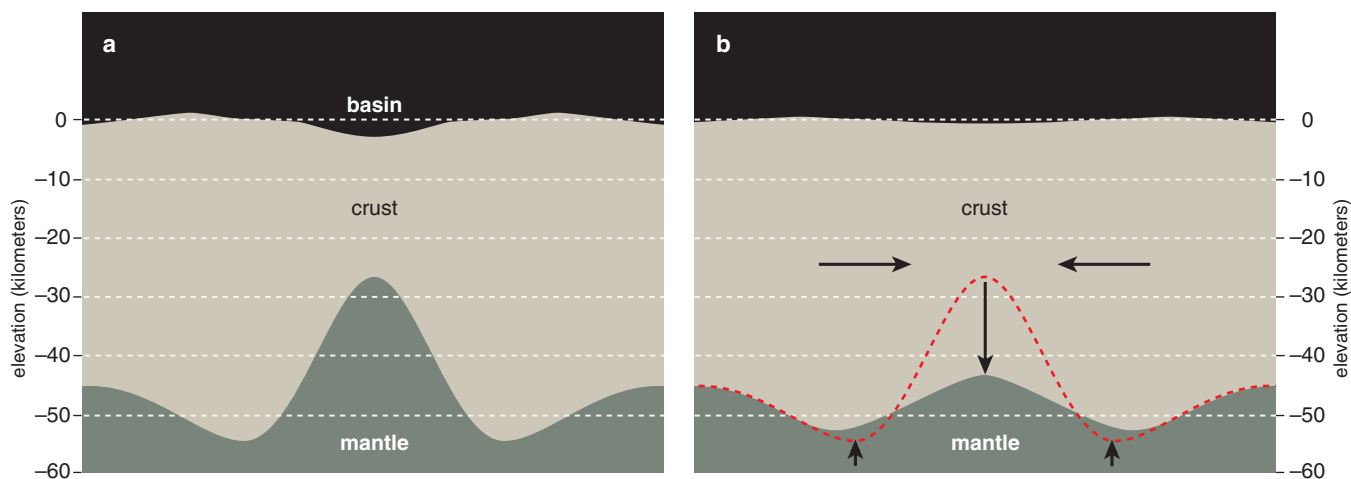 a
basin
0
–10
–20
–30
–40
–50
–60
elevation (kilometers)
crust
mantle
b
0
–10
–20
–30
–40
–50
–60
elevation (kilometers)
crust
mantle